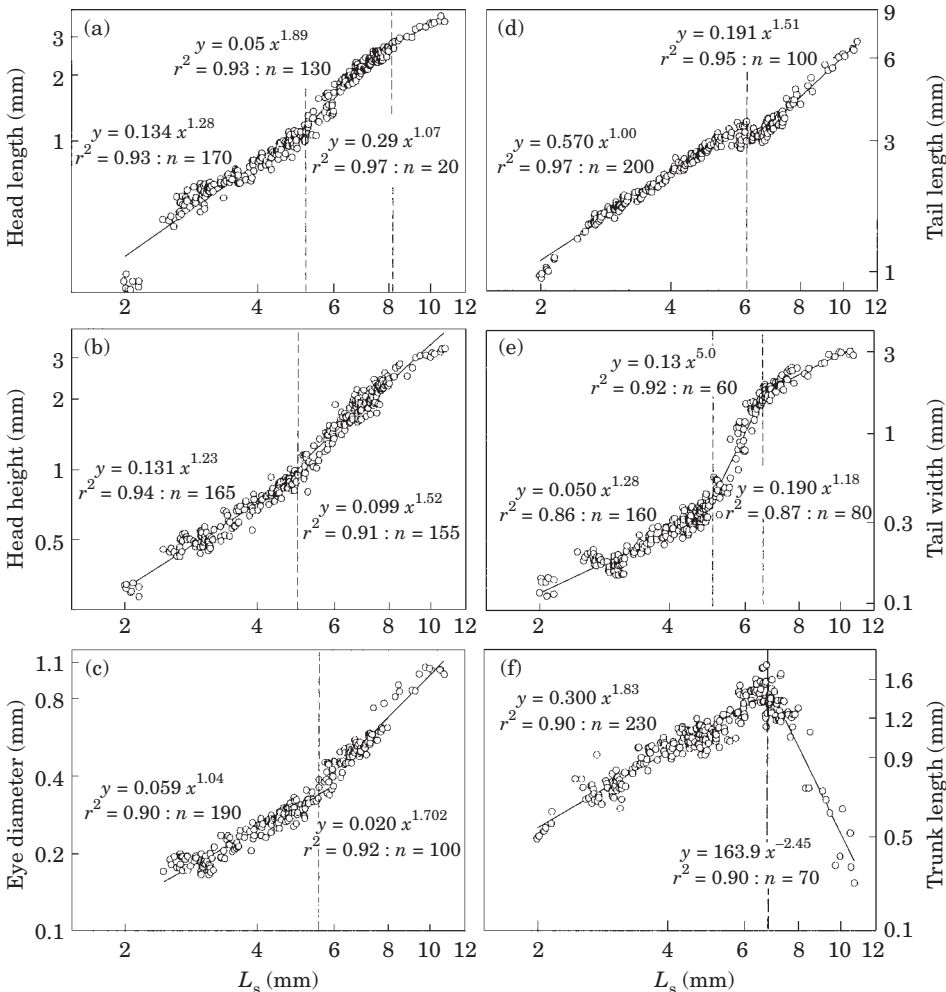 (a)
y = 0.05 x^1.89
r^2 = 0.93 : n = 130
y = 0.134 x^1.28
r^2 = 0.93 : n = 170
y = 0.29 x^1.07
r^2 = 0.97 : n = 20
Head length (mm)
3
2
1
2 4 6 8 10 12
(d)
y = 0.191 x^1.51
r^2 = 0.95 : n = 100
y = 0.570 x^1.00
r^2 = 0.97 : n = 200
Tail length (mm)
9
6
3
1
2 4 6 8 10 12
(b)
y = 0.131 x^1.23
r^2 = 0.94 : n = 165
y = 0.099 x^1.52
r^2 = 0.91 : n = 155
Head height (mm)
3
2
1
0.5
2 4 6 8 10 12
(e)
y = 0.13 x^5.0
r^2 = 0.92 : n = 60
y = 0.050 x^1.28
r^2 = 0.86 : n = 160
y = 0.190 x^1.18
r^2 = 0.87 : n = 80
Tail width (mm)
3
1
0.3
0.1
2 4 6 8 10 12
(c)
y = 0.059 x^1.04
r^2 = 0.90 : n = 190
y = 0.020 x^1.702
r^2 = 0.92 : n = 100
Eye diameter (mm)
1.1
0.8
0.4
0.2
0.1
2 4 6 8 10 12
L_s (mm)
(f)
y = 0.300 x^1.83
r^2 = 0.90 : n = 230
y = 163.9 x^-2.45
r^2 = 0.90 : n = 70
Trunk length (mm)
1.6
1.2
0.9
0.5
0.1
2 4 6 8 10 12
L_s (mm)